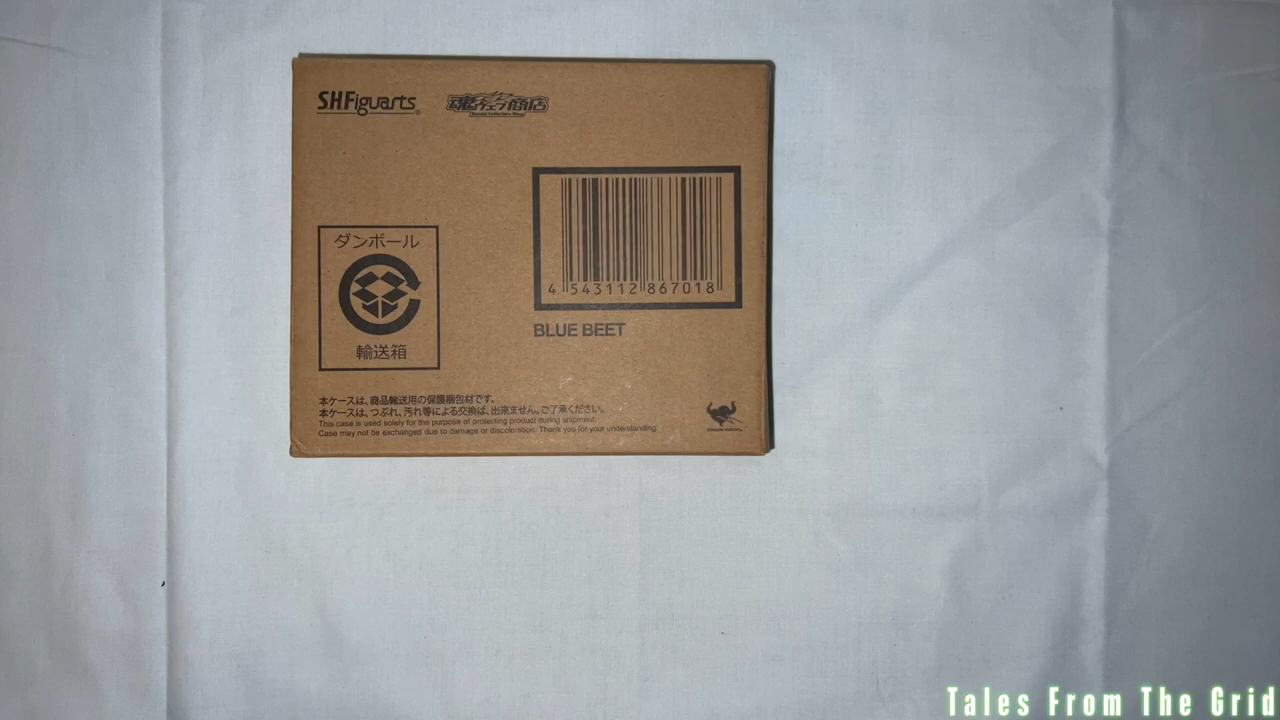 S.H.Figuarts
魂ウェブ商店
Bandai Collectors Shop
4 543112 867018
BLUE BEET
ダンボール
輸送箱
本ケースは、商品輸送用の保護梱包材です。
本ケースは、つぶれ、汚れ等による交換は、出来ません。ご了承ください。
This case is used solely for the purpose of protecting product during shipment.
Case may not be exchanged due to damage or discoloration. Thank you for your understanding.
Tales From The Grid